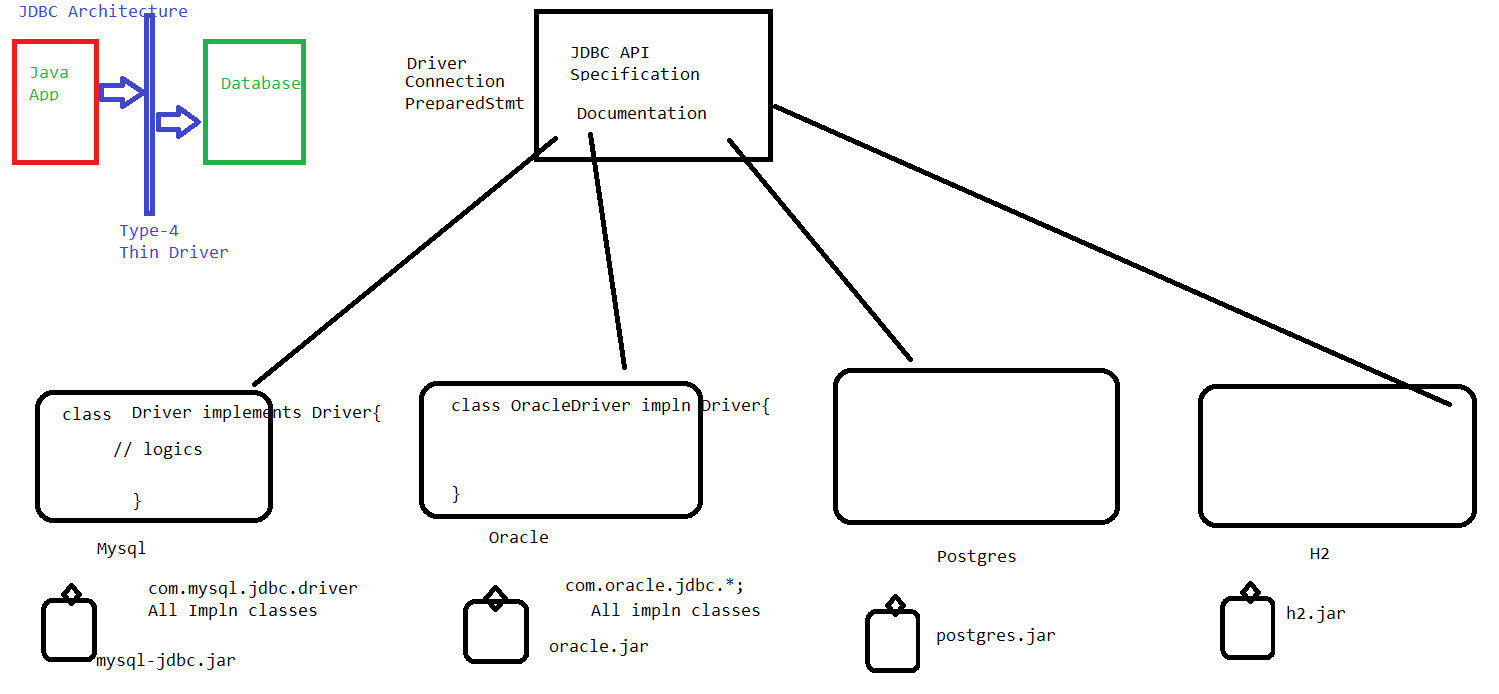 JDBC Architecture
Java
App
Database
Type-4
Thin Driver
Driver
Connection
PreparedStmt
JDBC API
Specification
Documentation
class  Driver implements Driver{
// logics
}
Mysql
com.mysql.jdbc.driver
All Impln classes
mysql-jdbc.jar
class OracleDriver impln Driver{
}
Oracle
com.oracle.jdbc.*;
All impln classes
oracle.jar
Postgres
postgres.jar
H2
h2.jar